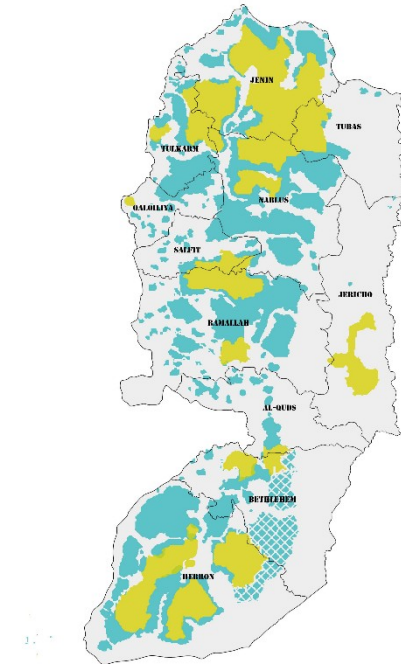 JENIN
TUBAS
TULKARM
NABLUS
QALQILIYA
SALFIT
JERICHO
RAMALLAH
AL-QUDS
BETHLEHEM
HEBRON